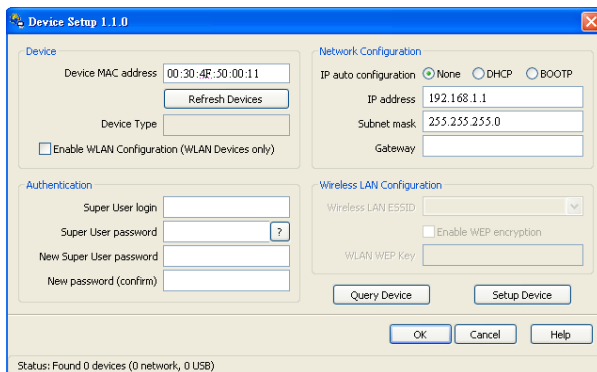 Device Setup 1.1.0
Device
Device MAC address 00:30:4F:50:00:11
Refresh Devices
Device Type
Enable WLAN Configuration (WLAN Devices only)
Network Configuration
IP auto configuration None DHCP BOOTP
IP address 192.168.1.1
Subnet mask 255.255.255.0
Gateway
Authentication
Super User login
Super User password ?
New Super User password
New password (confirm)
Wireless LAN Configuration
Wireless LAN ESSID
Enable WEP encryption
WLAN WEP Key
Query Device Setup Device
OK Cancel Help
Status: Found 0 devices (0 network, 0 USB)